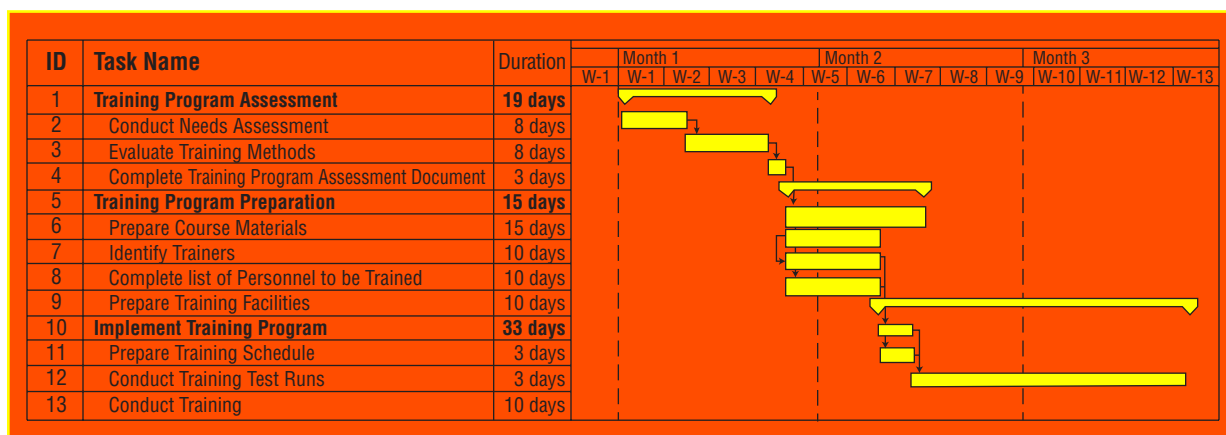 ID Task Name Duration Month 1 Month 2 Month 3
W-1 W-1 W-2 W-3 W-4 W-5 W-6 W-7 W-8 W-9 W-10 W-11 W-12 W-13
1 Training Program Assessment 19 days
2 Conduct Needs Assessment 8 days
3 Evaluate Training Methods 8 days
4 Complete Training Program Assessment Document 3 days
5 Training Program Preparation 15 days
6 Prepare Course Materials 15 days
7 Identify Trainers 10 days
8 Complete list of Personnel to be Trained 10 days
9 Prepare Training Facilities 10 days
10 Implement Training Program 33 days
11 Prepare Training Schedule 3 days
12 Conduct Training Test Runs 3 days
13 Conduct Training 10 days